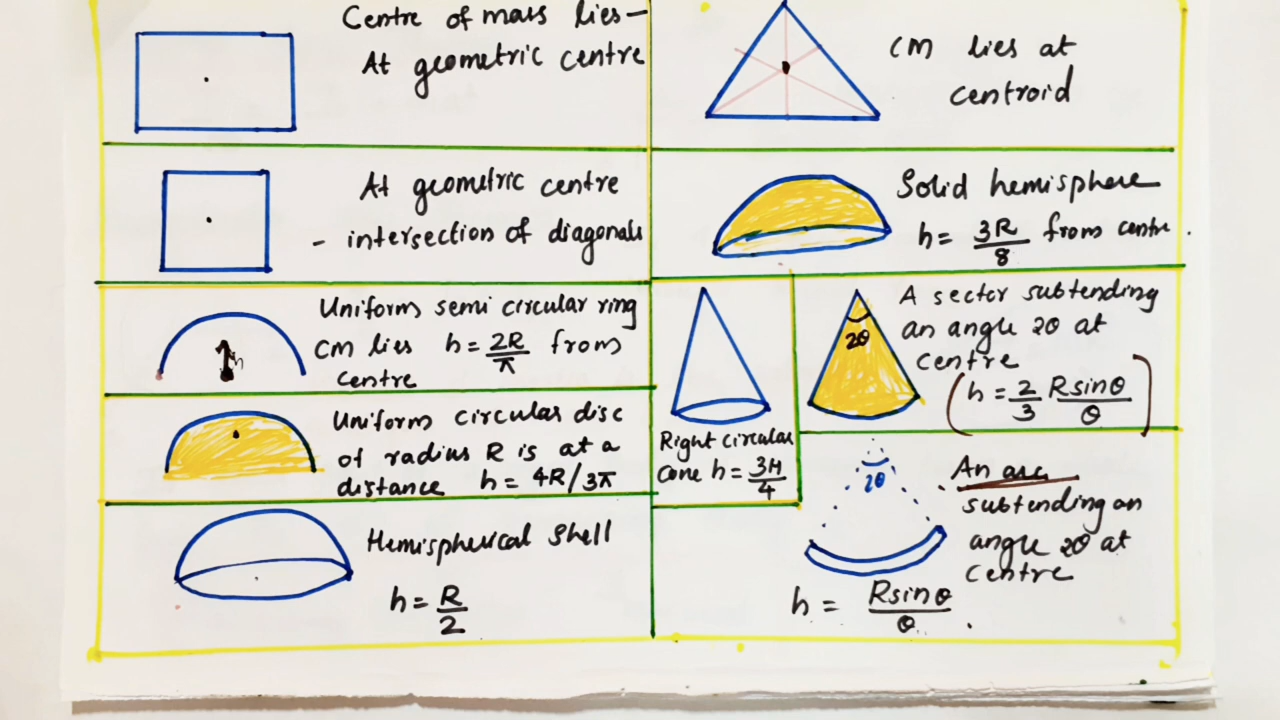 Centre of mass lies-
At geometric centre
CM lies at
centroid
At geometric centre
- intersection of diagonals
Solid hemisphere
h = 3R/8 from centre.
Uniform semi circular ring
CM lies h = 2R/π from
centre
h
Uniform circular disc
of radius R is at a
distance h = 4R/3π
Hemispherical shell
h = R/2
Right circular
cone h = 3H/4
A sector subtending
an angle 2θ at
centre
2θ
(h = 2/3 Rsinθ/θ)
2θ
An arc
subtending an
angle 2θ at
centre
h = Rsinθ/θ.